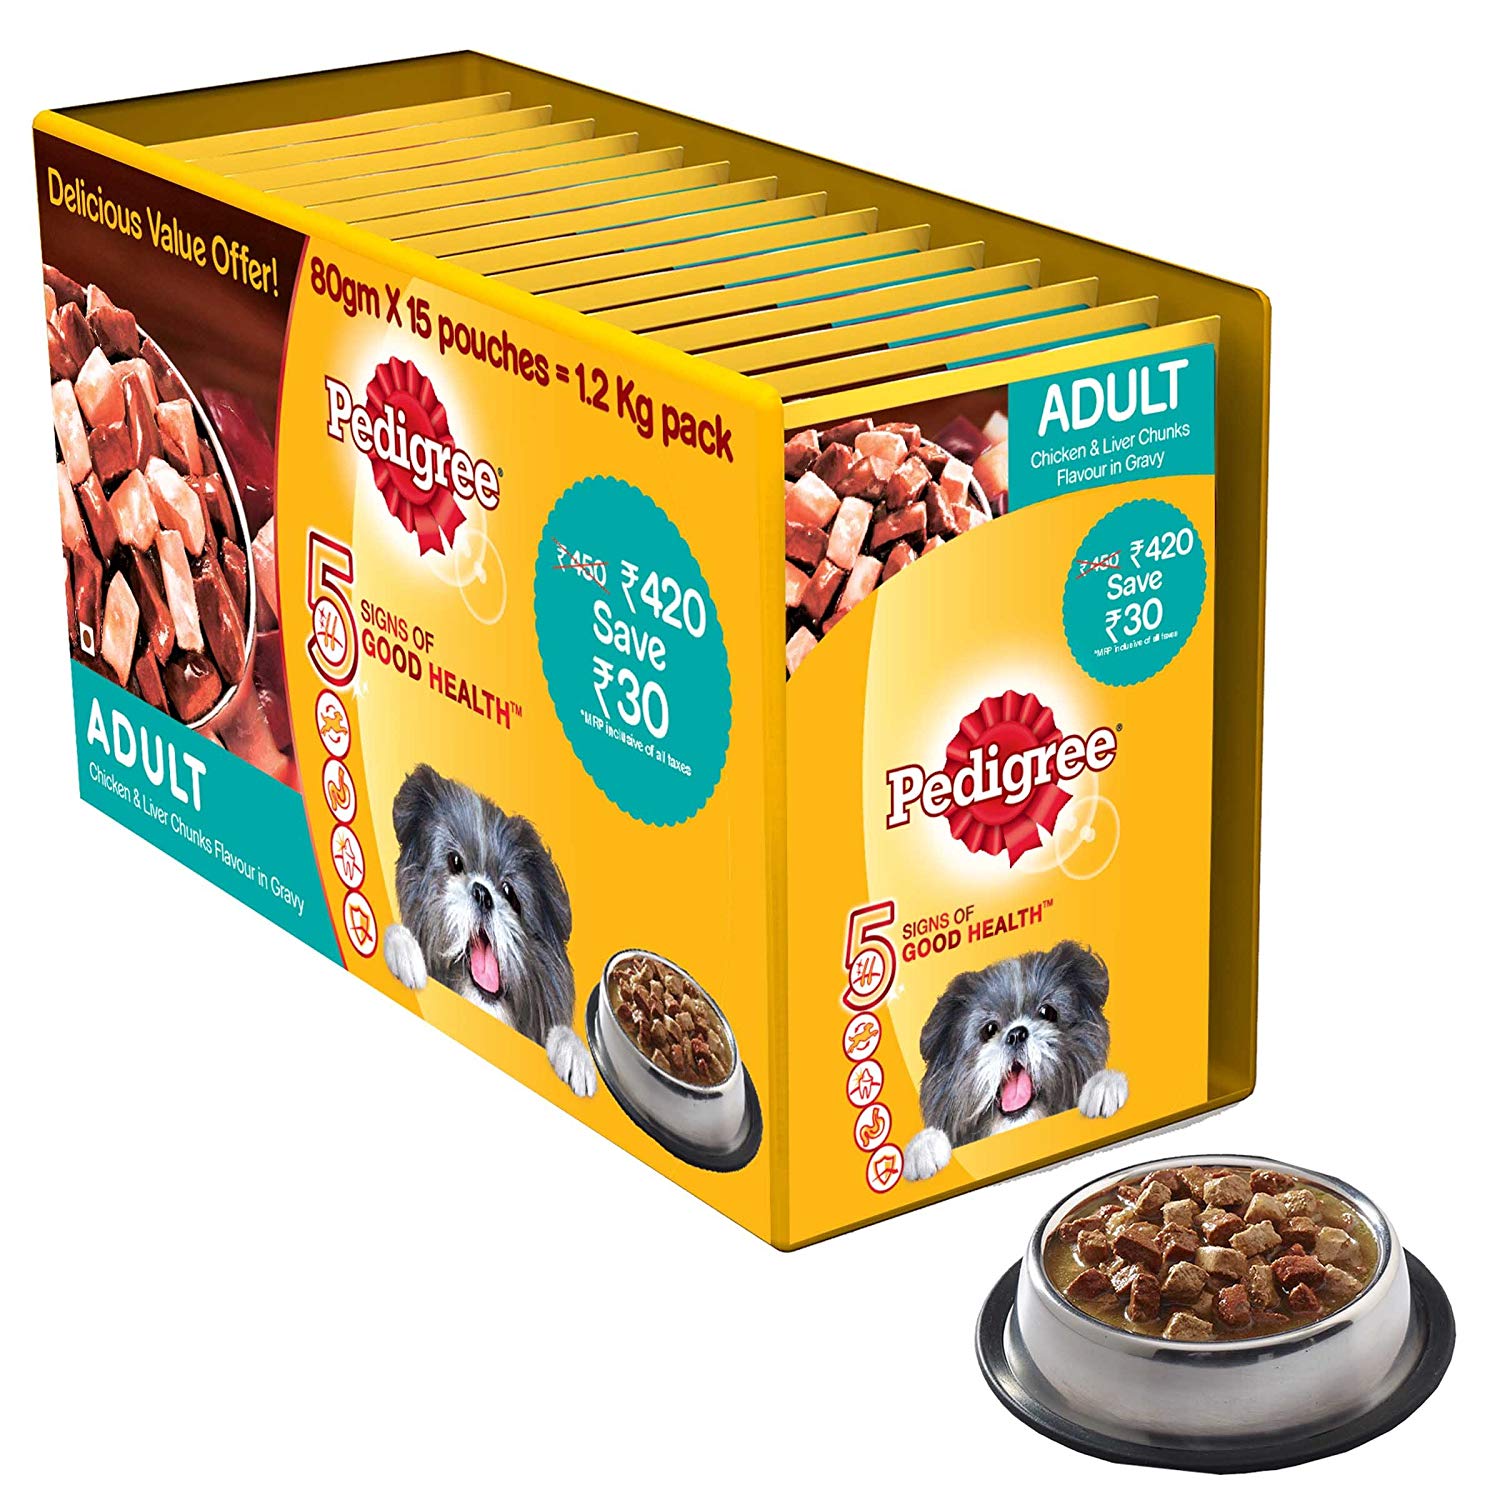 Delicious Value Offer!
80gm X 15 pouches = 1.2 Kg pack
Pedigree®
5 SIGNS OF
GOOD HEALTH™
₹450 ₹420
Save
₹30
*MRP inclusive of all taxes
ADULT
Chicken & Liver Chunks Flavour in Gravy
ADULT
Chicken & Liver Chunks
Flavour in Gravy
₹450 ₹420
Save
₹30
*MRP inclusive of all taxes
Pedigree®
5 SIGNS OF
GOOD HEALTH™